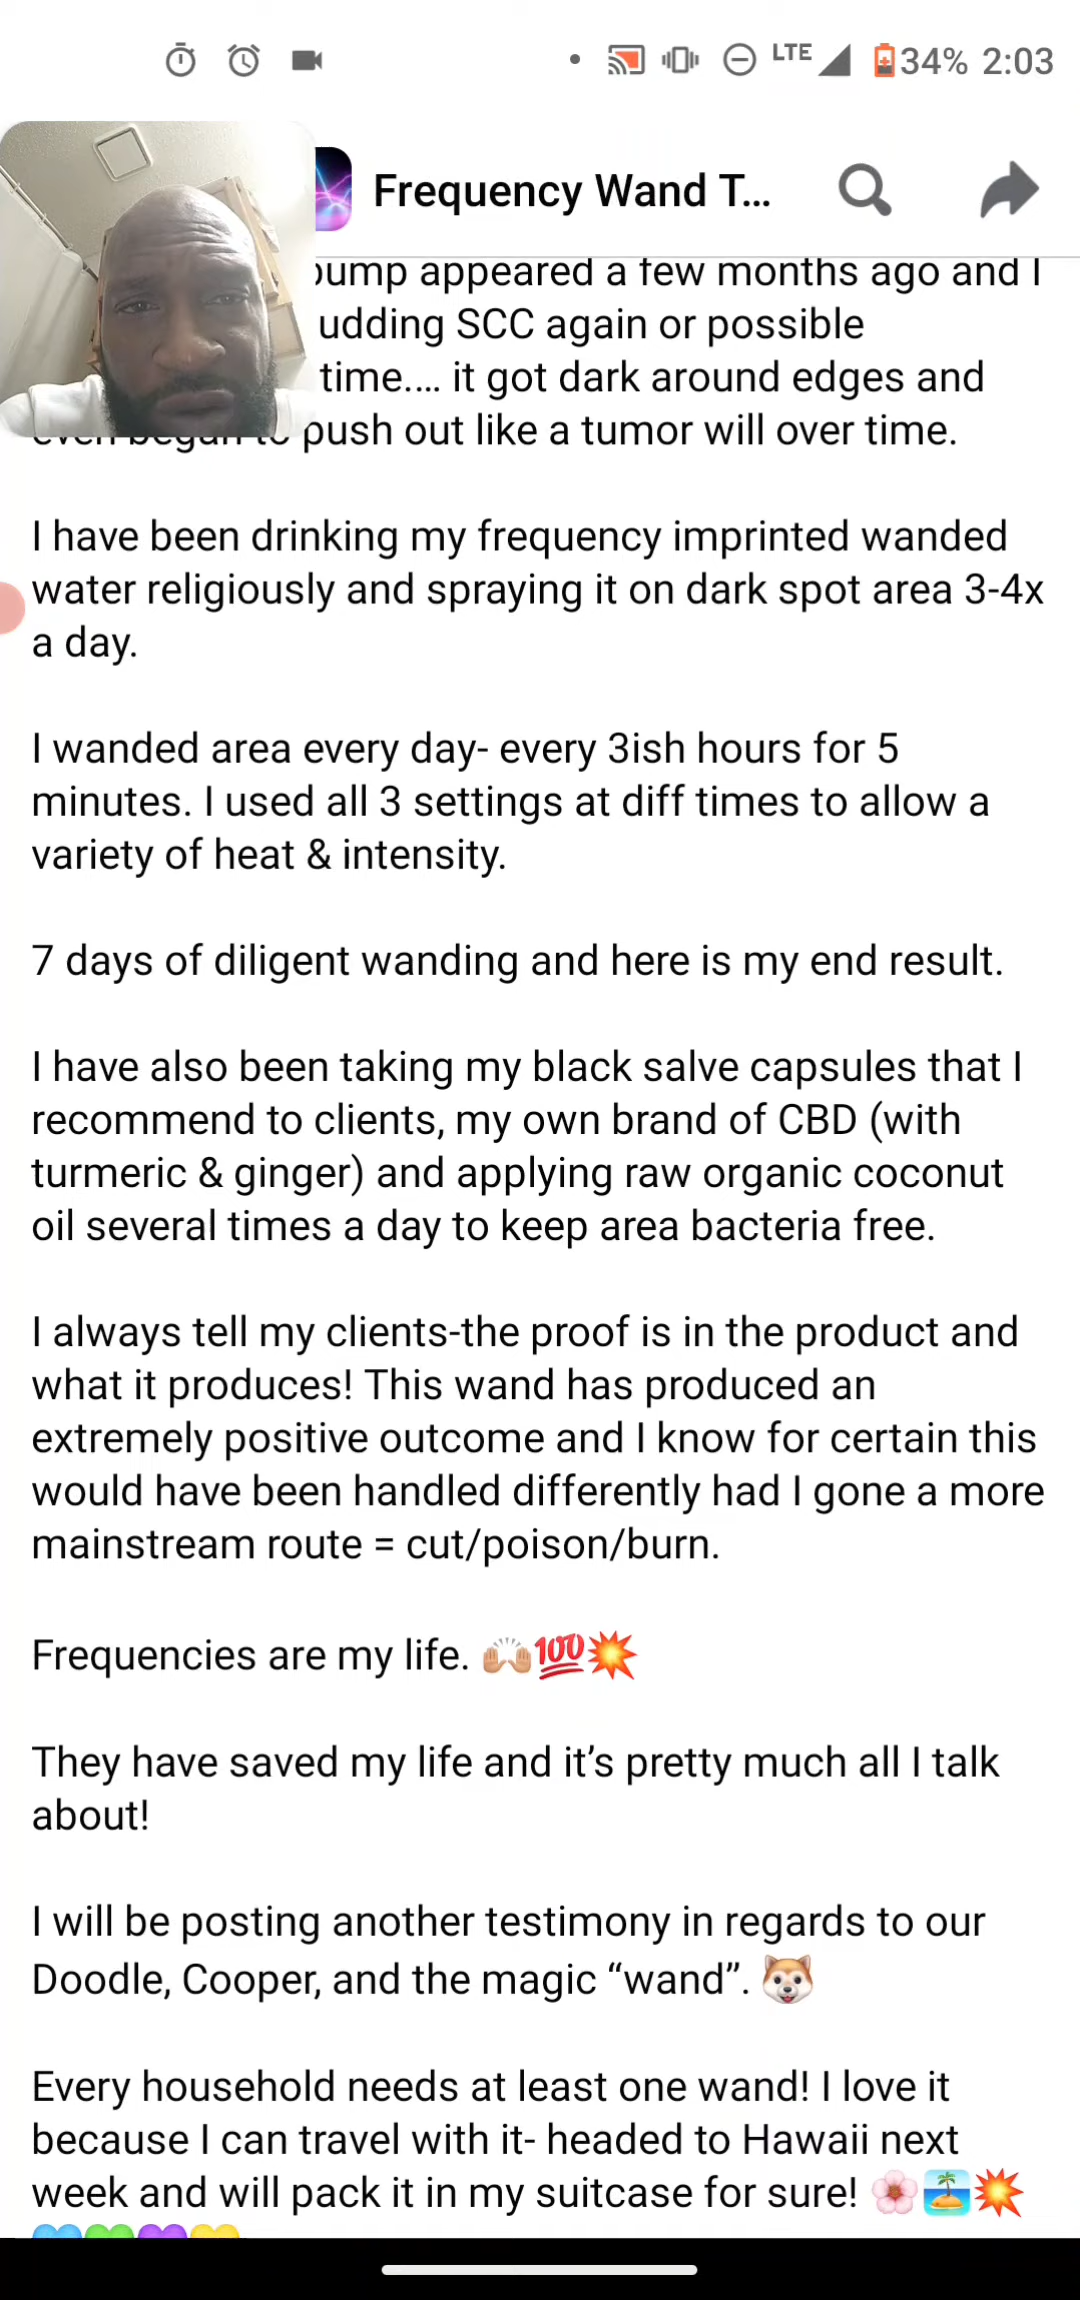 LTE 34% 2:03
Frequency Wand T...
appeared a few months ago and I
SCC again or possible
time.... it got dark around edges and
push out like a tumor will over time.
I have been drinking my frequency imprinted wanded
water religiously and spraying it on dark spot area 3-4x
a day.
I wanded area every day- every 3ish hours for 5
minutes. I used all 3 settings at diff times to allow a
variety of heat & intensity.
7 days of diligent wanding and here is my end result.
I have also been taking my black salve capsules that I
recommend to clients, my own brand of CBD (with
turmeric & ginger) and applying raw organic coconut
oil several times a day to keep area bacteria free.
I always tell my clients-the proof is in the product and
what it produces! This wand has produced an
extremely positive outcome and I know for certain this
would have been handled differently had I gone a more
mainstream route = cut/poison/burn.
Frequencies are my life. 🙌🏼💯💥
They have saved my life and it’s pretty much all I talk
about!
I will be posting another testimony in regards to our
Doodle, Cooper, and the magic “wand”. 🐶
Every household needs at least one wand! I love it
because I can travel with it- headed to Hawaii next
week and will pack it in my suitcase for sure! 🌸🏝️💥
💙💚💜💛